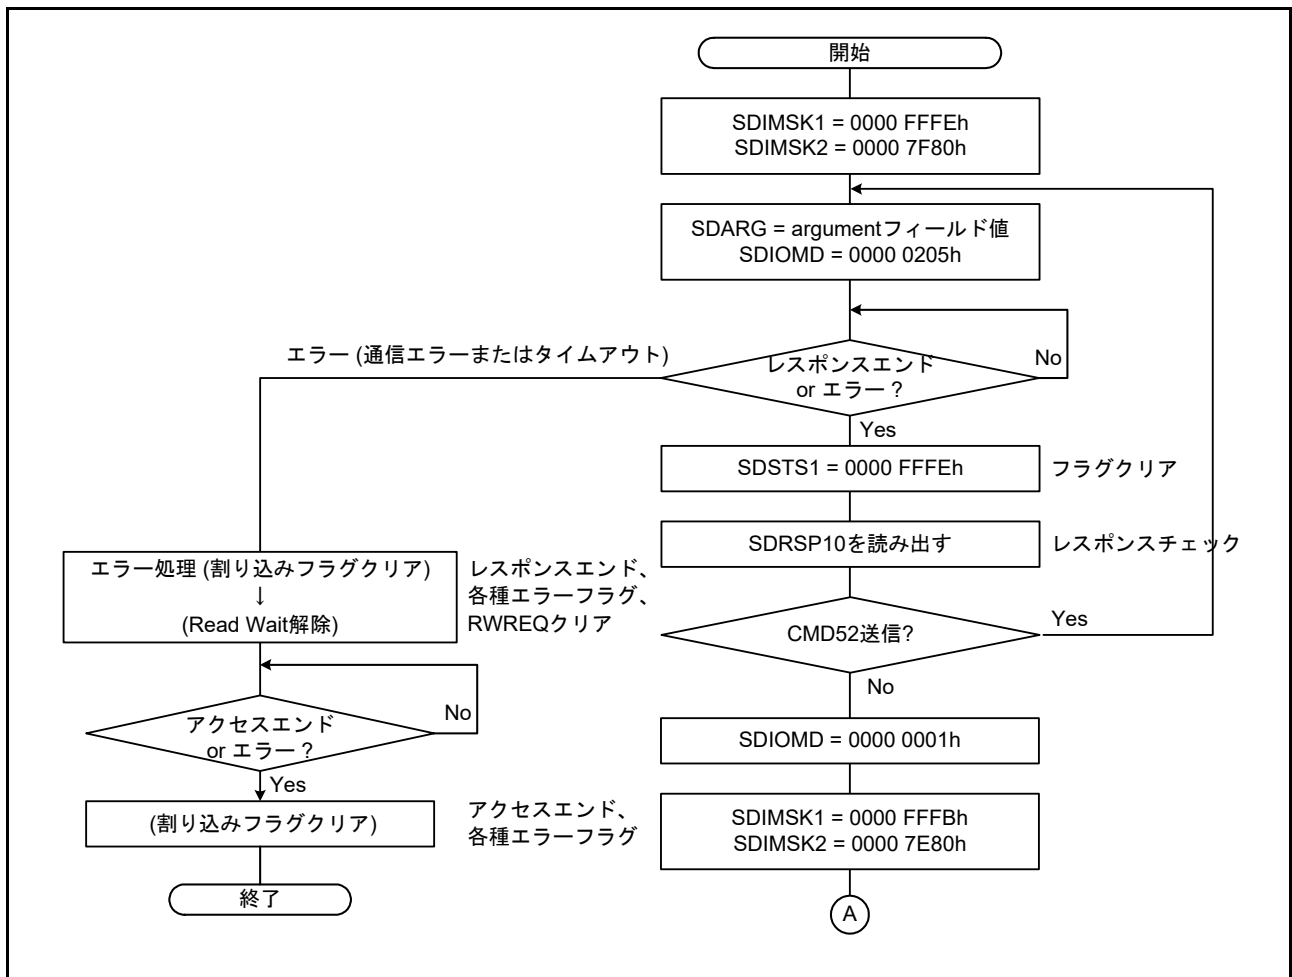 開始
SDIMSK1 = 0000 FFFEh
SDIMSK2 = 0000 7F80h
SDARG = argumentフィールド値
SDIOMD = 0000 0205h
エラー (通信エラーまたはタイムアウト)
レスポンスエンド
or エラー ?
No
Yes
SDSTS1 = 0000 FFFEh
フラグクリア
SDRSP10を読み出す
レスポンスチェック
エラー処理 (割り込みフラグクリア)
↓
(Read Wait解除)
レスポンスエンド、
各種エラーフラグ、
RWREQクリア
CMD52送信?
Yes
No
アクセスエンド
or エラー ?
No
Yes
SDIOMD = 0000 0001h
(割り込みフラグクリア)
アクセスエンド、
各種エラーフラグ
SDIMSK1 = 0000 FFFBh
SDIMSK2 = 0000 7E80h
終了
A